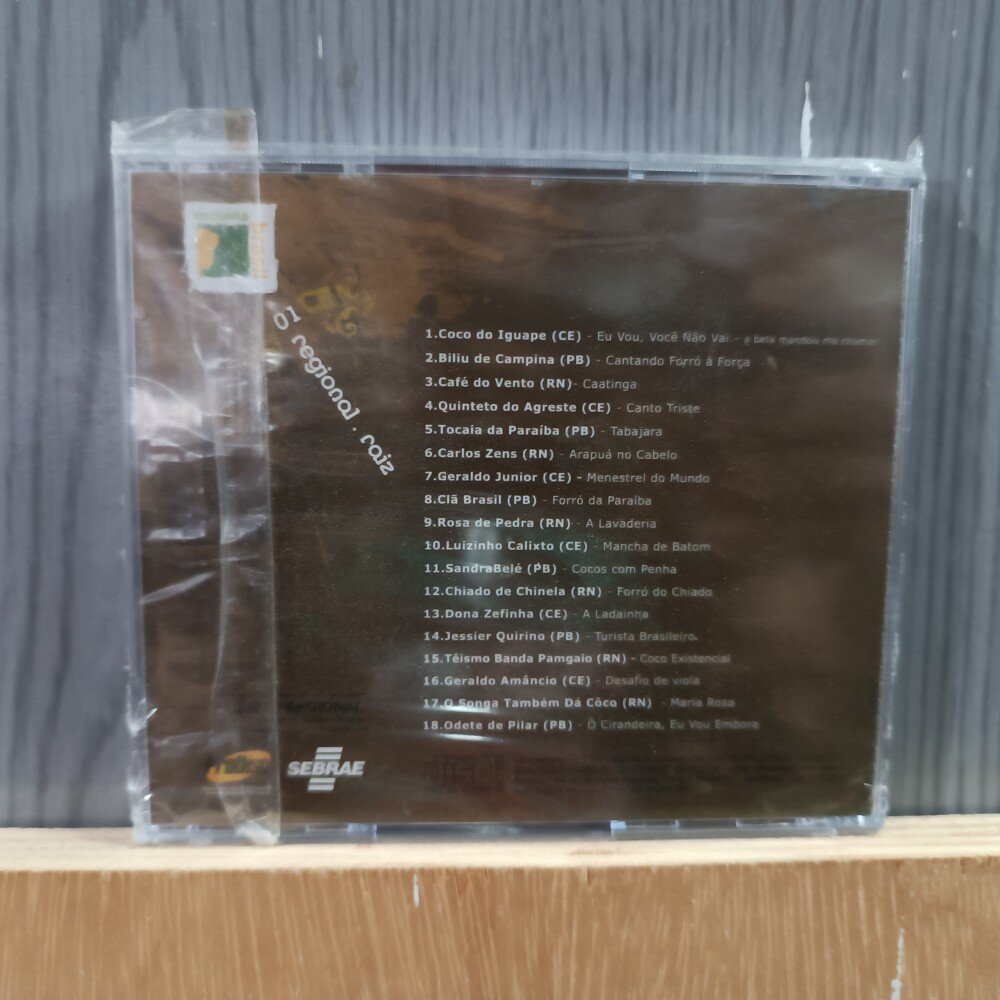 01 regional . raiz
1.Coco do Iguape (CE) - Eu Vou, Você Não Vai - a bela mandou me chamar
2.Biliu de Campina (PB) - Cantando Forró à Força
3.Café do Vento (RN)- Caatinga
4.Quinteto do Agreste (CE) - Canto Triste
5.Tocaia da Paraíba (PB) - Tabajara
6.Carlos Zens (RN) - Arapuá no Cabelo
7.Geraldo Junior (CE) - Menestrel do Mundo
8.Clã Brasil (PB) - Forró da Paraíba
9.Rosa de Pedra (RN) - A Lavaderia
10.Luizinho Calixto (CE) - Mancha de Batom
11.SandraBelé (PB) - Cocos com Penha
12.Chiado de Chinela (RN) - Forró do Chiado
13.Dona Zefinha (CE) - A Ladainha
14.Jessier Quirino (PB) - Turista Brasileiro
15.Têismo Banda Pamgaio (RN) - Coco Existencial
16.Geraldo Amâncio (CE) - Desafio de viola
17.O Songa Também Dá Côco (RN) - Maria Rosa
18.Odete de Pilar (PB) - Ô Cirandeira, Eu Vou Embora
SEBRAE